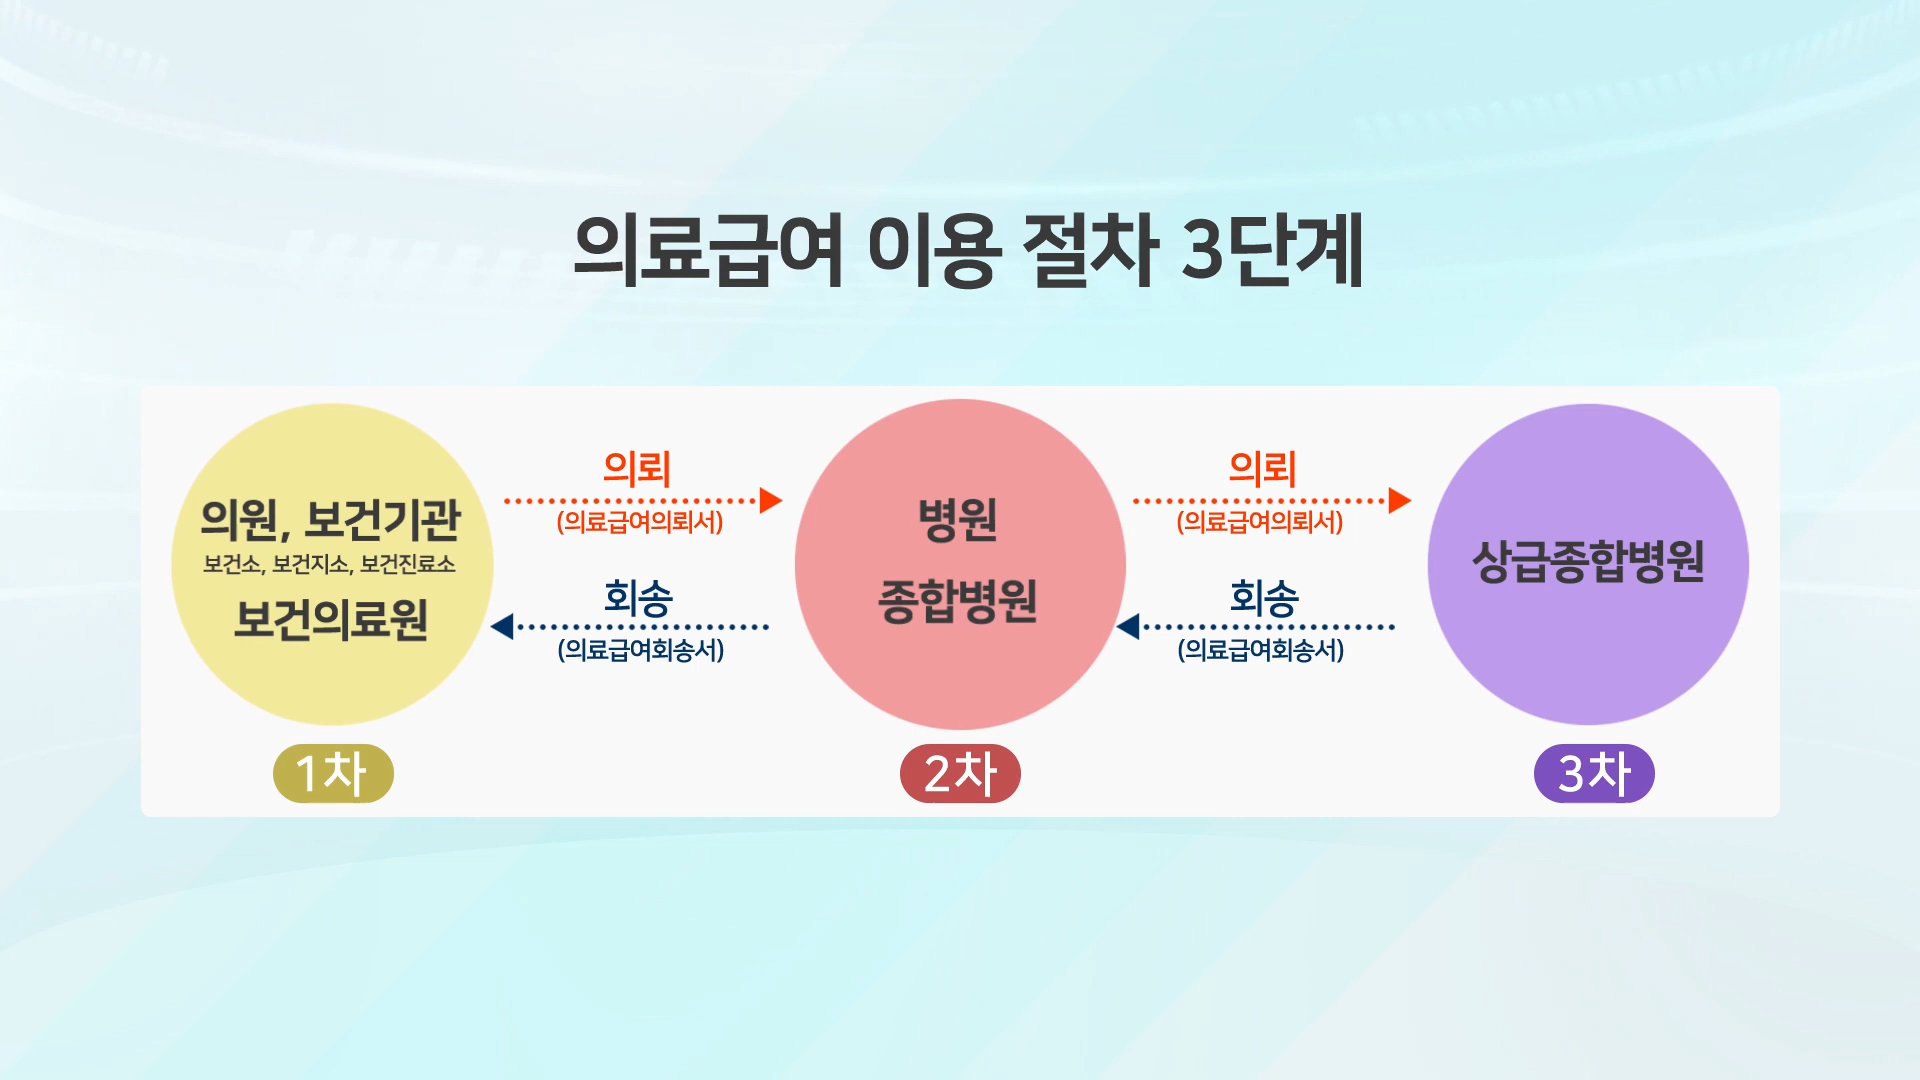 의료급여 이용 절차 3단계
의원, 보건기관
보건소, 보건지소, 보건진료소
보건의료원
1차
의뢰
(의료급여의뢰서)
회송
(의료급여회송서)
병원
종합병원
2차
의뢰
(의료급여의뢰서)
회송
(의료급여회송서)
상급종합병원
3차